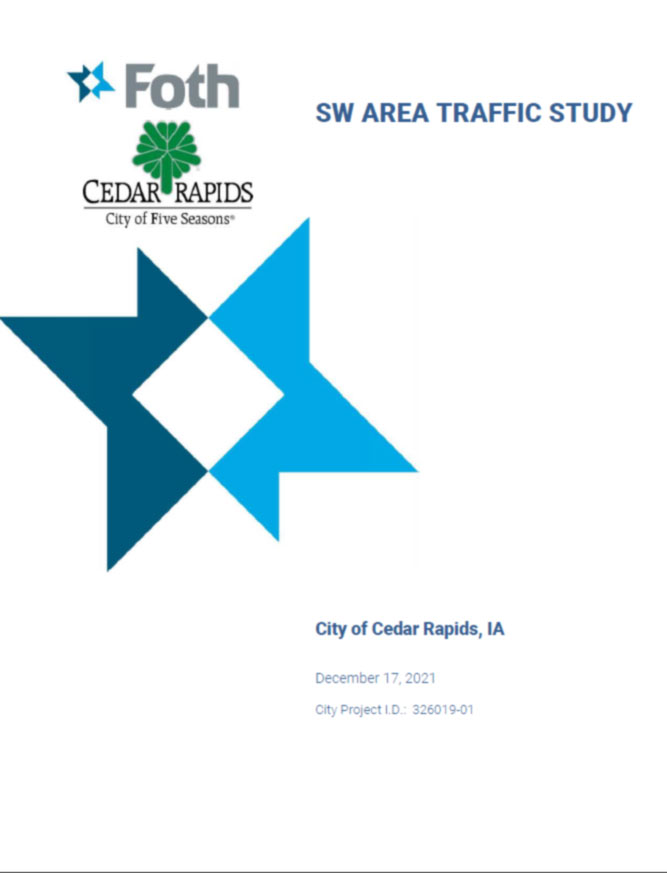 Foth
SW AREA TRAFFIC STUDY
CEDAR RAPIDS
City of Five Seasons®
City of Cedar Rapids, IA
December 17, 2021
City Project I.D.: 326019-01